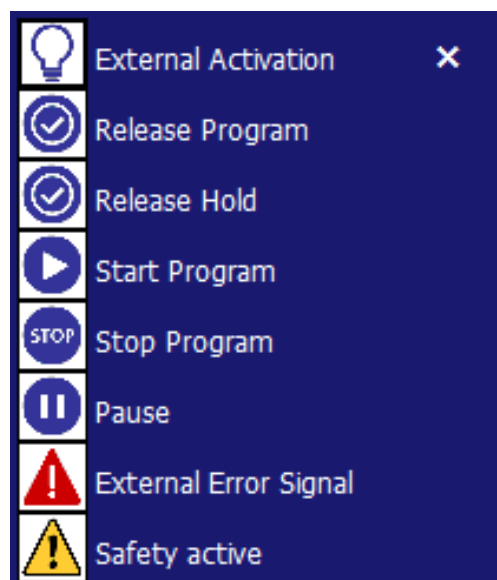 External Activation ×
Release Program
Release Hold
Start Program
STOP Stop Program
Pause
External Error Signal
Safety active